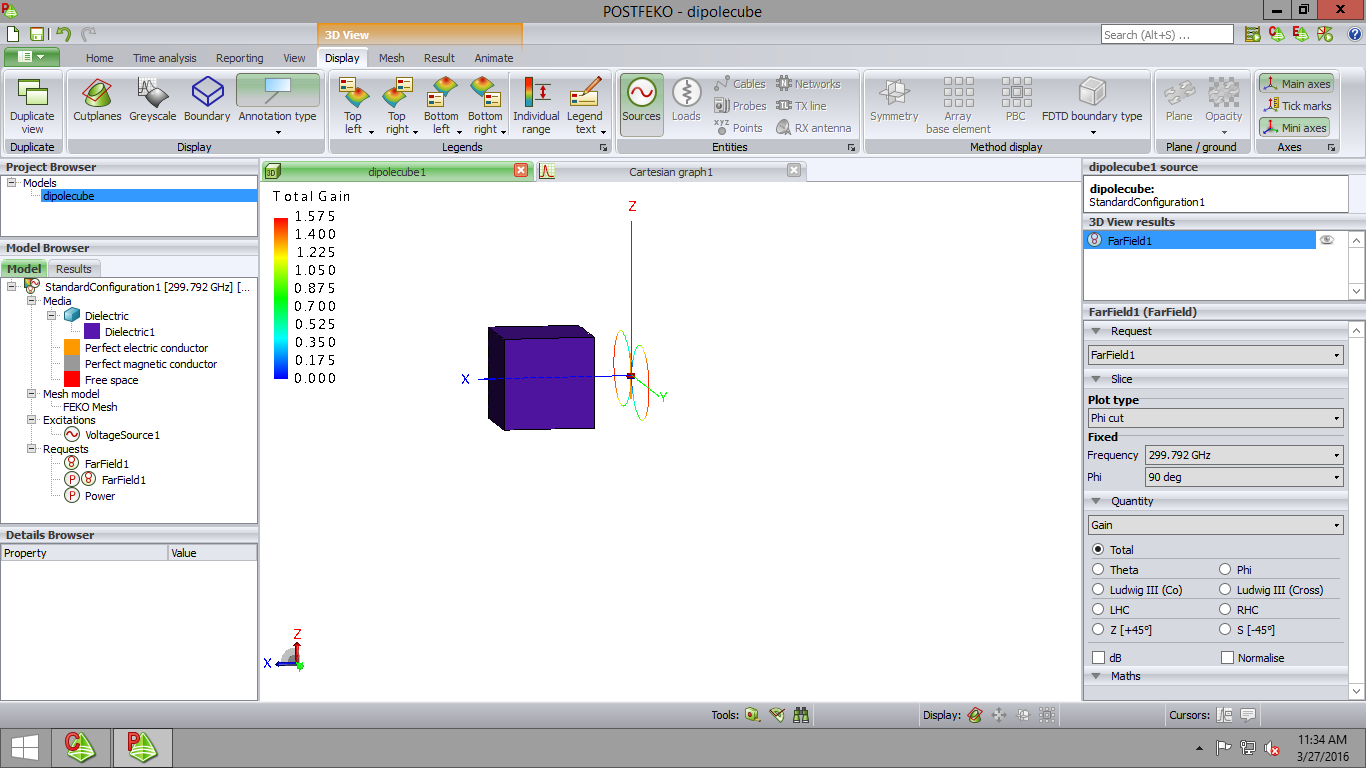 POSTFEKO - dipolecube
3D View
Search (Alt+S) ...
Home Time analysis Reporting View Display Mesh Result Animate
Duplicate view
Cutplanes Greyscale Boundary Annotation type
Top left Top right Bottom left Bottom right Individual range Legend text
Sources Loads
Cables Networks
Probes TX line
xyz Points RX antenna
Symmetry Array base element PBC FDTD boundary type
Plane Opacity
Main axes
Tick marks
Mini axes
Duplicate Display Legends Entities Method display Plane / ground Axes
Project Browser
Models
dipolecube
Model Browser
Model Results
StandardConfiguration1 [299.792 GHz] [...
Media
Dielectric
Dielectric1
Perfect electric conductor
Perfect magnetic conductor
Free space
Mesh model
FEKO Mesh
Excitations
VoltageSource1
Requests
FarField1
P FarField1
P Power
Details Browser
Property Value
3D dipolecube1 Cartesian graph1
Total Gain
1.575
1.400
1.225
1.050
0.875
0.700
0.525
0.350
0.175
0.000
Z
X
Y
Z
X
dipolecube1 source
dipolecube:
StandardConfiguration1
3D View results
FarField1
FarField1 (FarField)
Request
FarField1
Slice
Plot type
Phi cut
Fixed
Frequency 299.792 GHz
Phi 90 deg
Quantity
Gain
Total
Theta Phi
Ludwig III (Co) Ludwig III (Cross)
LHC RHC
Z [+45°] S [-45°]
dB Normalise
Maths
Tools: Display: Cursors:
11:34 AM
3/27/2016